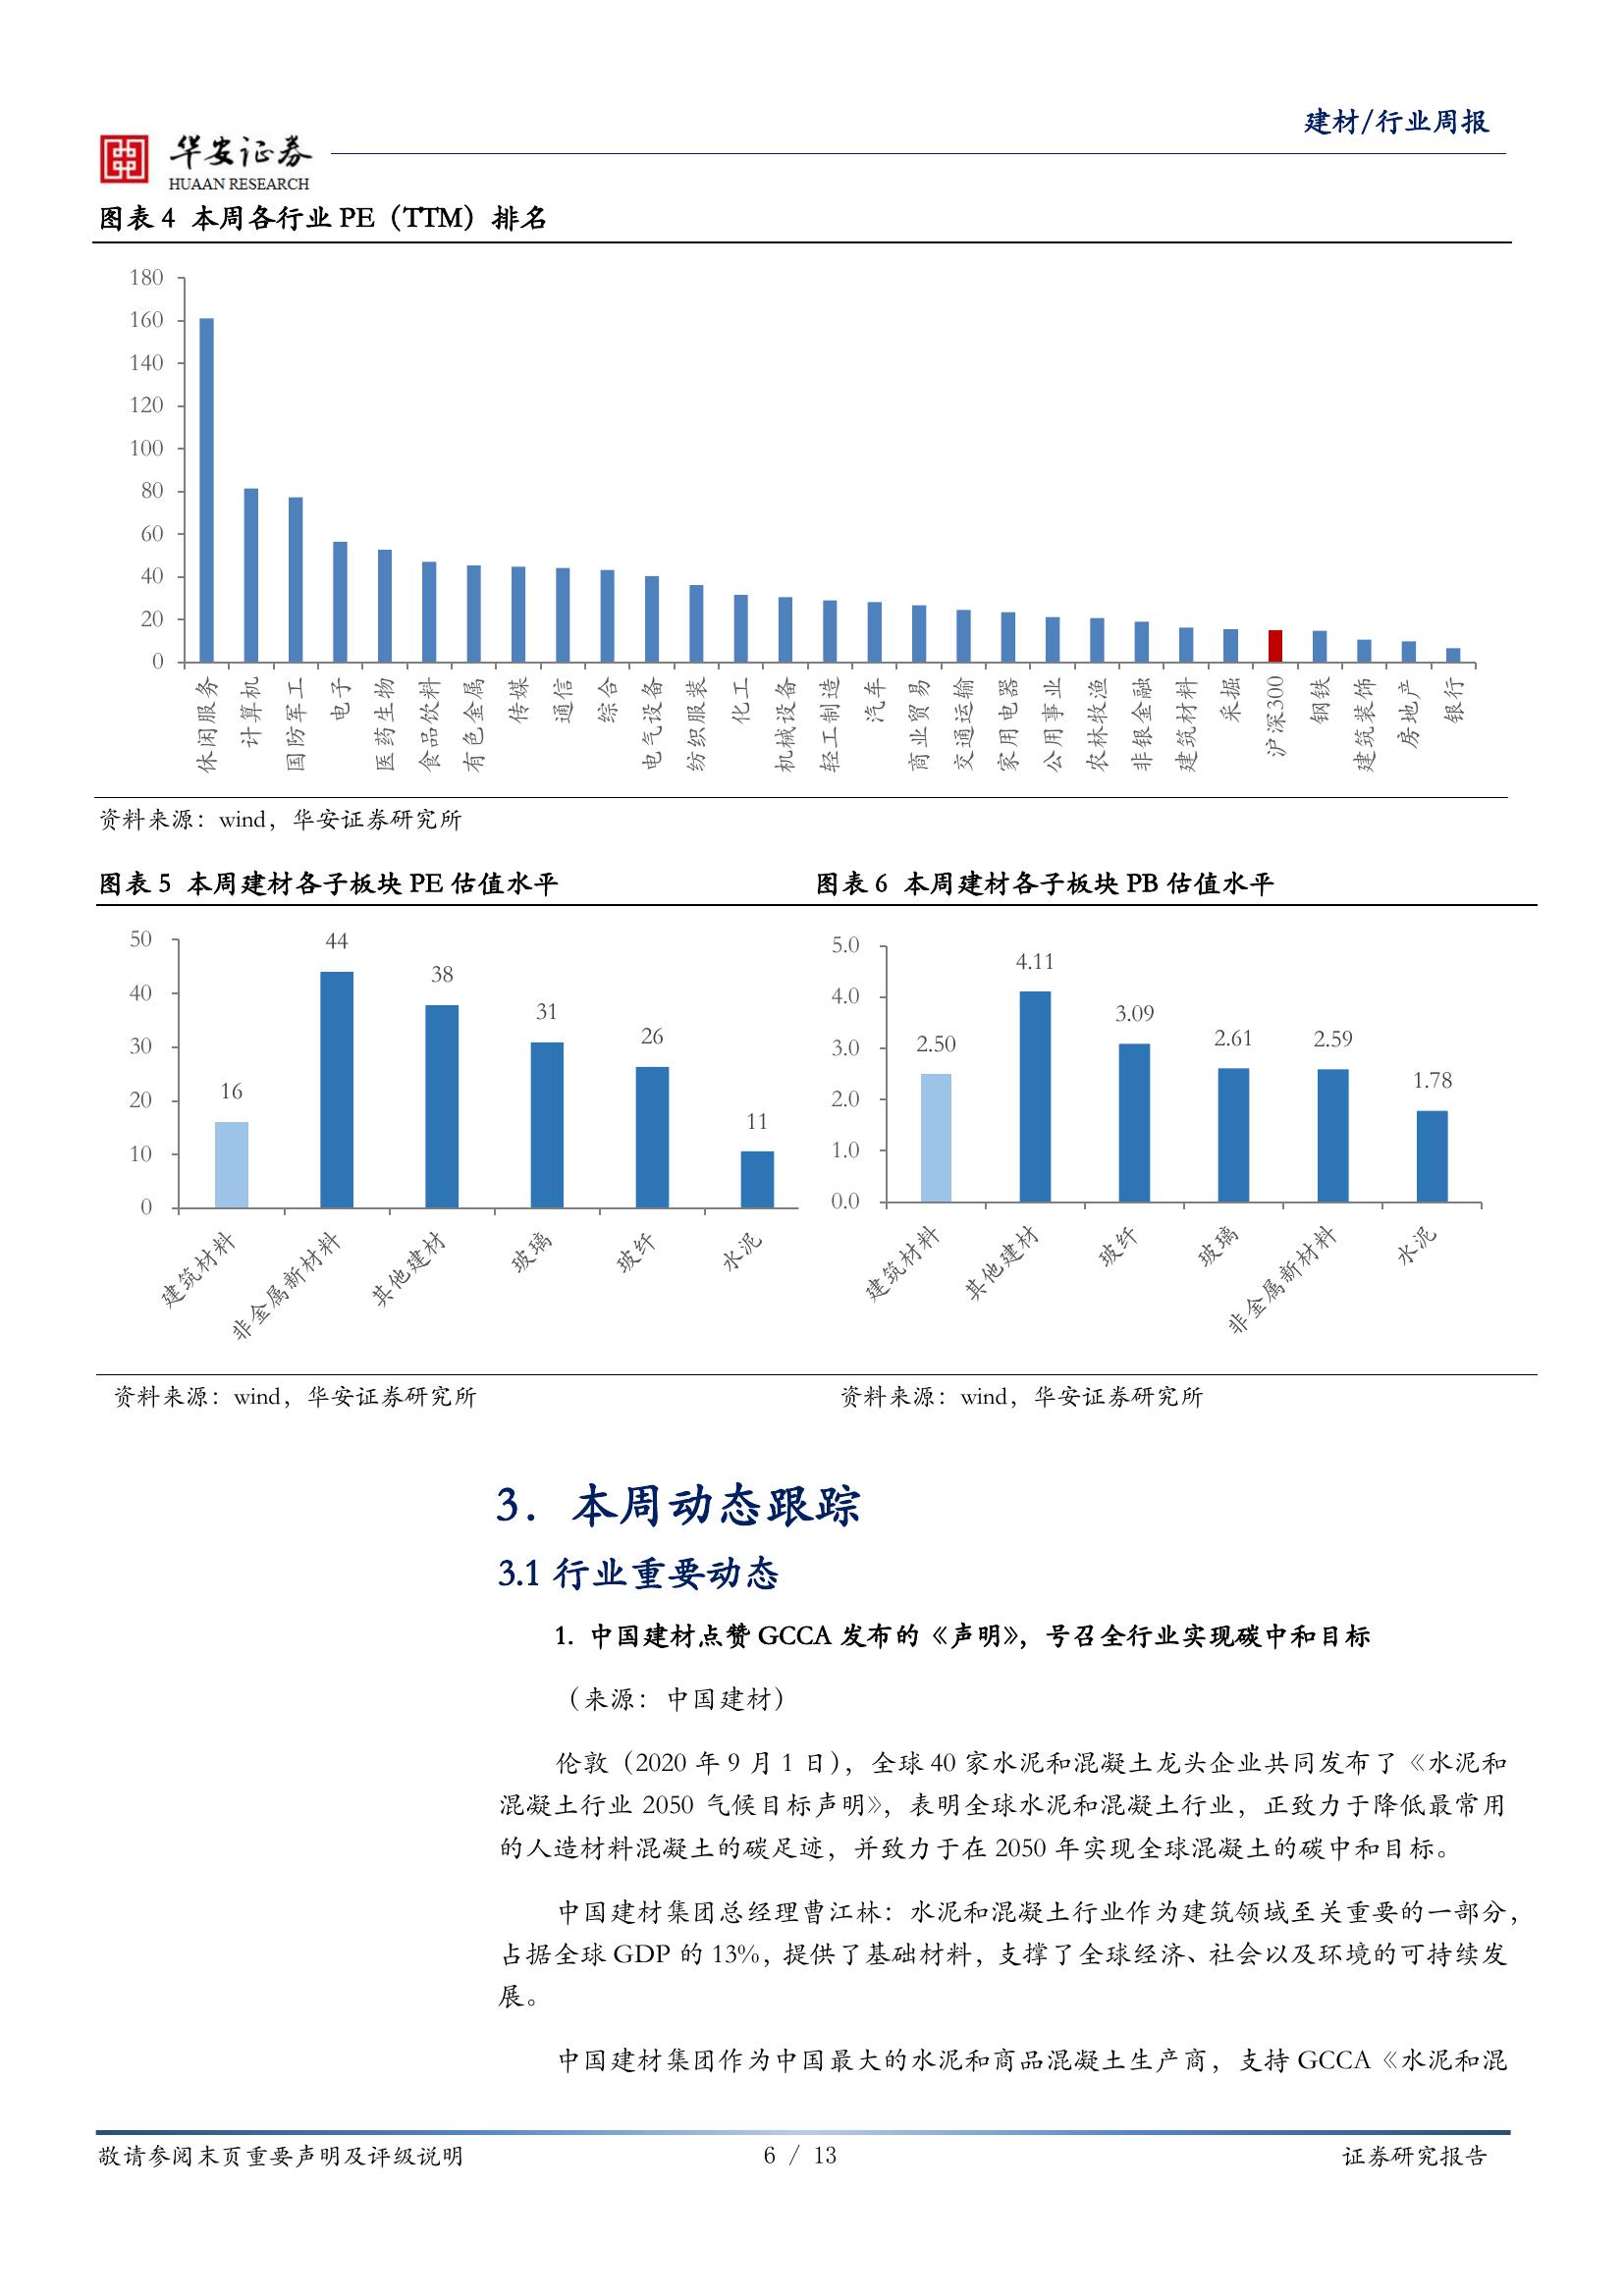 建材/行业周报
华安证券
HUAAN RESEARCH
图表 4 本周各行业 PE（TTM）排名
180
160
140
120
100
80
60
40
20
0
休闲服务
计算机
国防军工
电子
医药生物
食品饮料
有色金属
传媒
通信
综合
电气设备
纺织服装
化工
机械设备
轻工制造
汽车
商业贸易
交通运输
家用电器
公用事业
农林牧渔
非银金融
建筑材料
采掘
沪深300
钢铁
建筑装饰
房地产
银行
资料来源：wind，华安证券研究所
图表 5 本周建材各子板块 PE 估值水平
50
40
30
20
10
0
16
44
38
31
26
11
建筑材料
非金属新材料
其他建材
玻璃
玻纤
水泥
资料来源：wind，华安证券研究所
图表 6 本周建材各子板块 PB 估值水平
5.0
4.0
3.0
2.0
1.0
0.0
2.50
4.11
3.09
2.61
2.59
1.78
建筑材料
其他建材
玻纤
玻璃
非金属新材料
水泥
资料来源：wind，华安证券研究所
3．本周动态跟踪
3.1 行业重要动态
1. 中国建材点赞 GCCA 发布的《声明》，号召全行业实现碳中和目标
（来源：中国建材）
伦敦（2020 年 9 月 1 日），全球 40 家水泥和混凝土龙头企业共同发布了《水泥和
混凝土行业 2050 气候目标声明》，表明全球水泥和混凝土行业，正致力于降低最常用
的人造材料混凝土的碳足迹，并致力于在 2050 年实现全球混凝土的碳中和目标。
中国建材集团总经理曹江林：水泥和混凝土行业作为建筑领域至关重要的一部分，
占据全球 GDP 的 13%，提供了基础材料，支撑了全球经济、社会以及环境的可持续发
展。
中国建材集团作为中国最大的水泥和商品混凝土生产商，支持 GCCA《水泥和混
敬请参阅末页重要声明及评级说明
6 / 13
证券研究报告